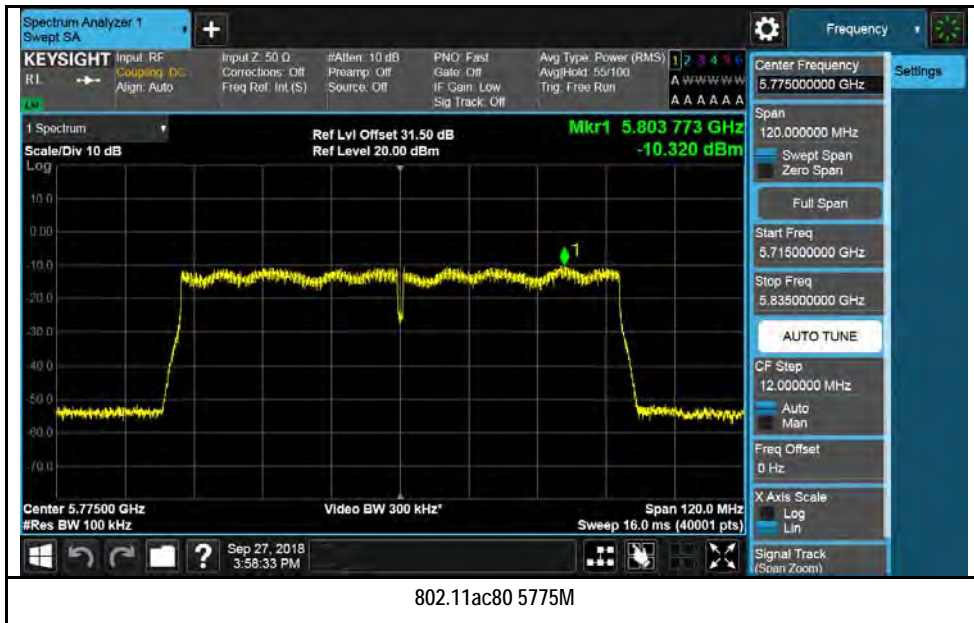 Spectrum Analyzer 1
Swept SA
+
Frequency
KEYSIGHT
Input: RF
Coupling: DC
Align: Auto
Input Z: 50 Ω
Corrections: Off
Freq Ref: Int (S)
#Atten: 10 dB
Preamp: Off
Source: Off
PNO: Fast
Gate: Off
IF Gain: Low
Sig Track: Off
Avg Type: Power (RMS)
Avg|Hold: 55/100
Trig: Free Run
1 2 3 4 5 6
A W W W W W
A A A A A A
1 Spectrum
Scale/Div 10 dB
Log
Ref Lvl Offset 31.50 dB
Ref Level 20.00 dBm
Mkr1 5.803 773 GHz
-10.320 dBm
10.0
0.00
-10.0
-20.0
-30.0
-40.0
-50.0
-60.0
-70.0
1
Center 5.77500 GHz
#Res BW 100 kHz
Video BW 300 kHz*
Span 120.0 MHz
Sweep 16.0 ms (40001 pts)
Center Frequency
5.775000000 GHz
Settings
Span
120.000000 MHz
Swept Span
Zero Span
Full Span
Start Freq
5.715000000 GHz
Stop Freq
5.835000000 GHz
AUTO TUNE
CF Step
12.000000 MHz
Auto
Man
Freq Offset
0 Hz
X Axis Scale
Log
Lin
Signal Track
(Span Zoom)
?
Sep 27, 2018
3:58:33 PM
802.11ac80 5775M